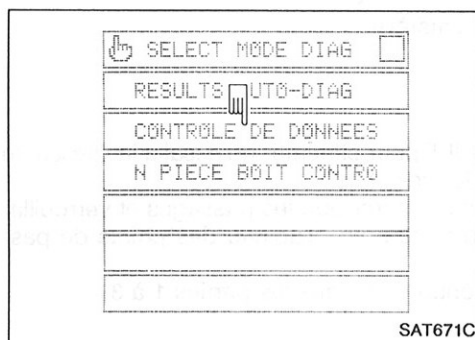 SELECT MODE DIAG
RESULTS UTO-DIAG
CONTROLE DE DONNEES
N PIECE BOIT CONTRO
SAT671C